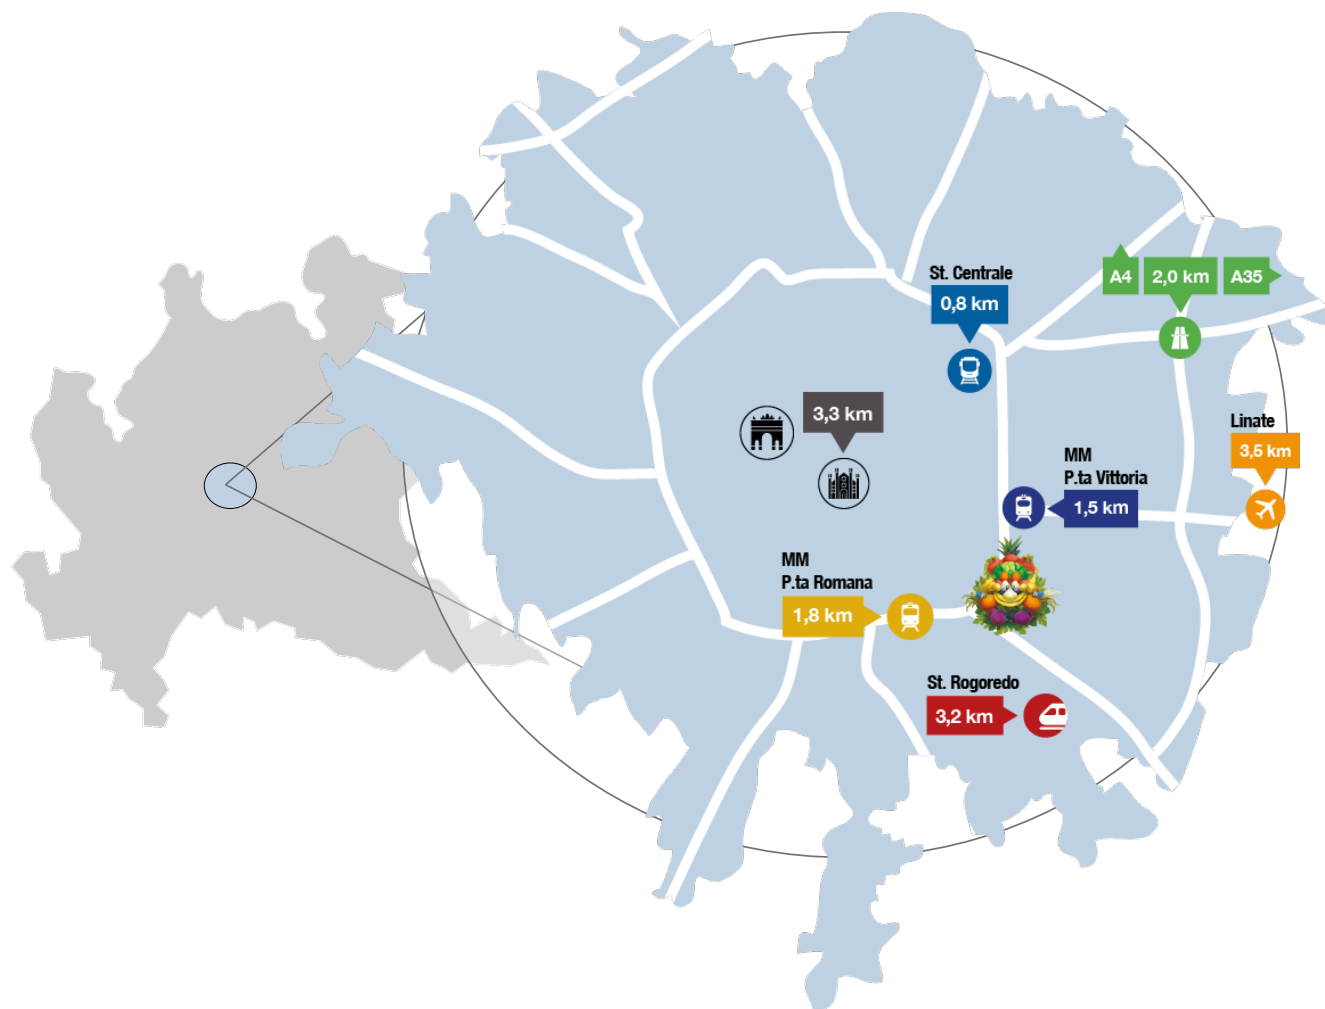 St. Centrale
0,8 km
A4
2,0 km
A35
3,3 km
Linate
3,5 km
MM
P.ta Vittoria
1,5 km
MM
P.ta Romana
1,8 km
St. Rogoredo
3,2 km